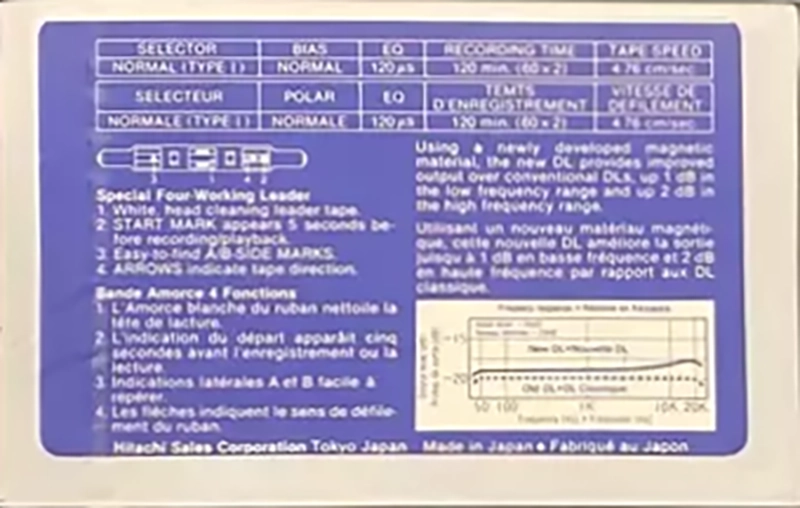 SELECTOR BIAS EQ RECORDING TIME TAPE SPEED
NORMAL (TYPE I) NORMAL 120 µs 120 min. (60 x 2) 4.76 cm/sec.
SELECTEUR POLAR EQ TEMTS D'ENREGISTREMENT VITESSE DE DEFILEMENT
NORMALE (TYPE I) NORMALE 120 µs 120 min. (60 x 2) 4.76 cm/sec.
Special Four-Working Leader
1. White, head cleaning leader tape.
2. START MARK appears 5 seconds be-
fore recording/playback.
3. Easy-to-find A/B-SIDE MARKS.
4. ARROWS indicate tape direction.
Bande Amorce 4 Fonctions
1. L'Amorce blanche du ruban nettoile la
tête de lacture.
2. L'indication du départ apparaît cinq
secondes avant l'enregistrement ou la
lecture.
3. Indications latérales A et B facile à
repérer.
4. Les flèches indiquent le sens de défile-
ment du ruban.
Using a newly developed magnetic
material, the new DL provides improved
output over conventional DLs, up 1 dB in
the low frequency range and up 2 dB in
the high frequency range.
Utilisant un nouveau matériau magnéti-
que, cette nouvelle DL améliore la sortie
jusqu'à 1 dB en basse fréquence et 2 dB
en haute fréquence par rapport aux DL
classique.
Frequency response
-15
New DL•Nouvelle DL
-20
Old DL•DL Classique
50 100 1K 10K 20K
Hitachi Sales Corporation Tokyo Japan Made in Japan • Fabriqué au Japon